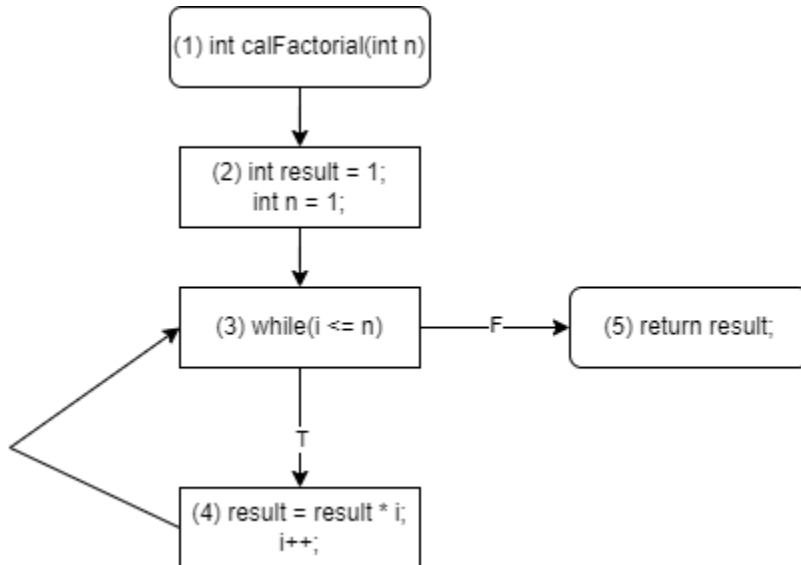 (1) int calFactorial(int n)
(2) int result = 1;
int n = 1;
(3) while(i <= n)
F
(5) return result;
T
(4) result = result * i;
i++;